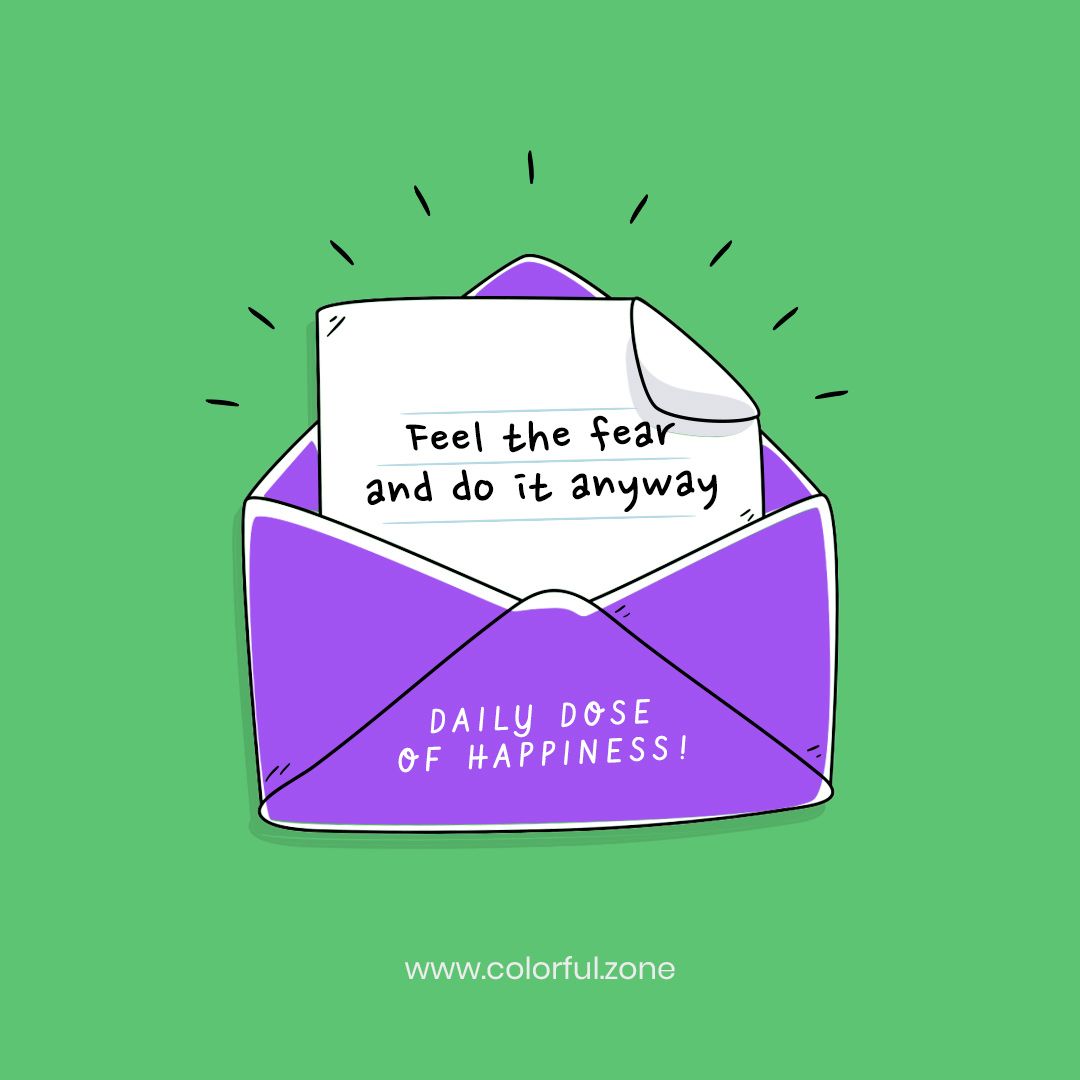 Feel the fear
and do it anyway
DAILY DOSE
OF HAPPINESS!
www.colorful.zone